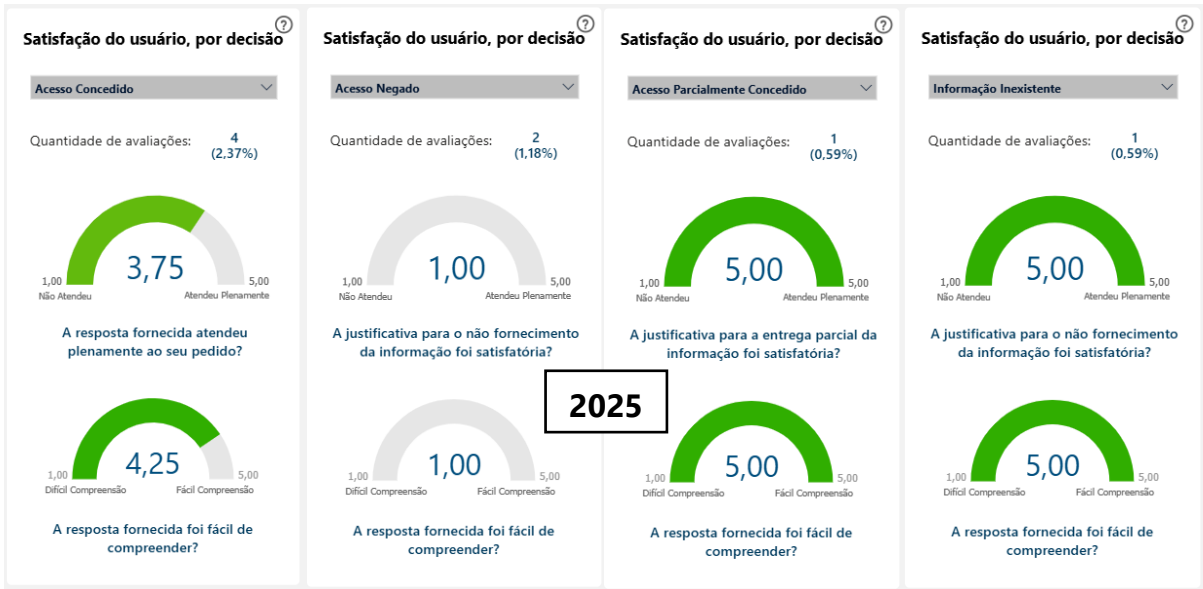 Satisfação do usuário, por decisão
?
Acesso Concedido
Quantidade de avaliações:
4
(2,37%)
3,75
1,00
5,00
Não Atendeu
Atendeu Plenamente
A resposta fornecida atendeu
plenamente ao seu pedido?
4,25
1,00
5,00
Difícil Compreensão
Fácil Compreensão
A resposta fornecida foi fácil de
compreender?
Satisfação do usuário, por decisão
?
Acesso Negado
Quantidade de avaliações:
2
(1,18%)
1,00
1,00
5,00
Não Atendeu
Atendeu Plenamente
A justificativa para o não fornecimento
da informação foi satisfatória?
1,00
1,00
5,00
Difícil Compreensão
Fácil Compreensão
A resposta fornecida foi fácil de
compreender?
2025
Satisfação do usuário, por decisão
?
Acesso Parcialmente Concedido
Quantidade de avaliações:
1
(0,59%)
5,00
1,00
5,00
Não Atendeu
Atendeu Plenamente
A justificativa para a entrega parcial da
informação foi satisfatória?
5,00
1,00
5,00
Difícil Compreensão
Fácil Compreensão
A resposta fornecida foi fácil de
compreender?
Satisfação do usuário, por decisão
?
Informação Inexistente
Quantidade de avaliações:
1
(0,59%)
5,00
1,00
5,00
Não Atendeu
Atendeu Plenamente
A justificativa para o não fornecimento
da informação foi satisfatória?
5,00
1,00
5,00
Difícil Compreensão
Fácil Compreensão
A resposta fornecida foi fácil de
compreender?